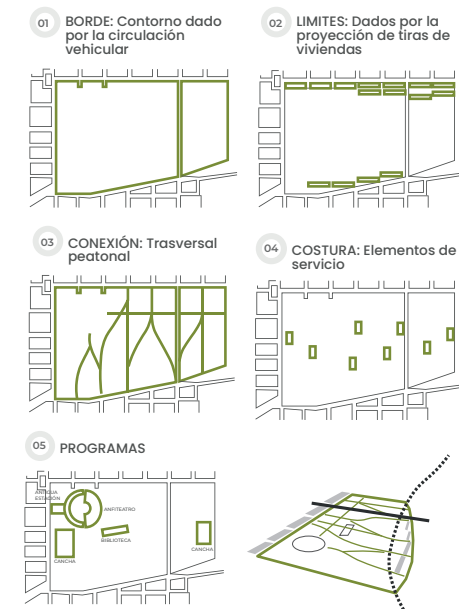 01 BORDE: Contorno dado
por la circulación
vehicular
02 LIMITES: Dados por la
proyección de tiras de
viviendas
03 CONEXIÓN: Trasversal
peatonal
04 COSTURA: Elementos de
servicio
05 PROGRAMAS
ANTIGUA
ESTACIÓN
ANFITEATRO
BIBLIOTECA
CANCHA
CANCHA